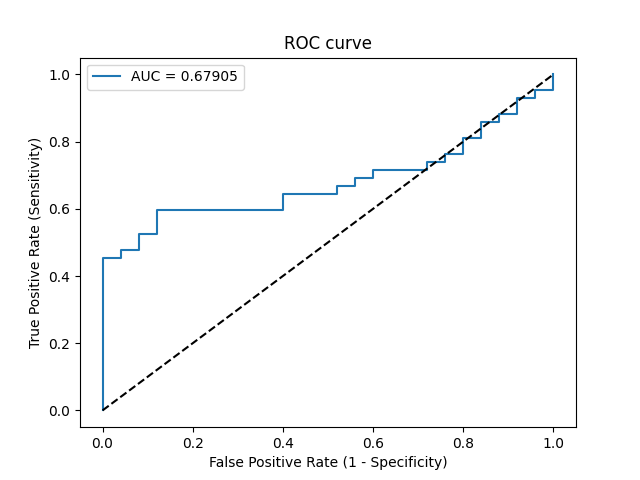 ROC curve
AUC = 0.67905
True Positive Rate (Sensitivity)
1.0
0.8
0.6
0.4
0.2
0.0
0.0 0.2 0.4 0.6 0.8 1.0
False Positive Rate (1 - Specificity)